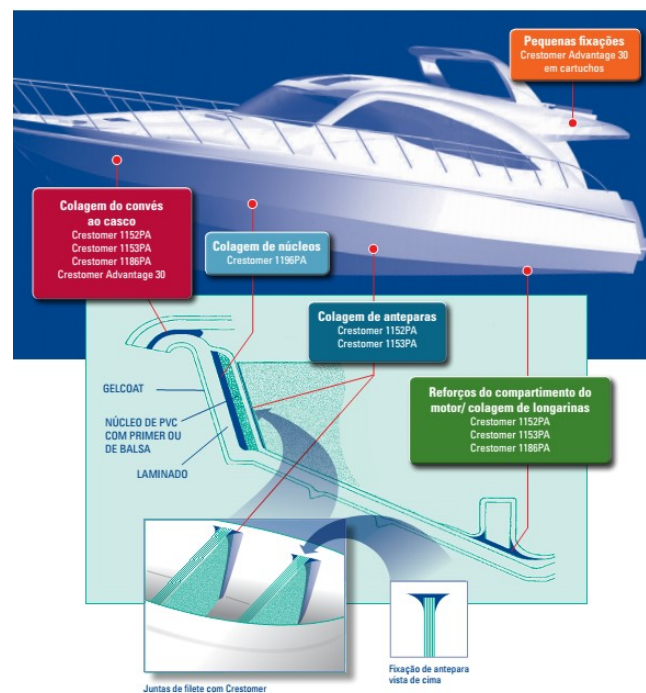 Pequenas fixações
Crestomer Advantage 30
em cartuchos
Colagem do convés
ao casco
Crestomer 1152PA
Crestomer 1153PA
Crestomer 1186PA
Crestomer Advantage 30
Colagem de núcleos
Crestomer 1196PA
Colagem de anteparas
Crestomer 1152PA
Crestomer 1153PA
Reforços do compartimento do
motor/ colagem de longarinas
Crestomer 1152PA
Crestomer 1153PA
Crestomer 1186PA
GELCOAT
NÚCLEO DE PVC
COM PRIMER OU
DE BALSA
LAMINADO
Fixação de antepara
vista de cima
Juntas de filete com Crestomer